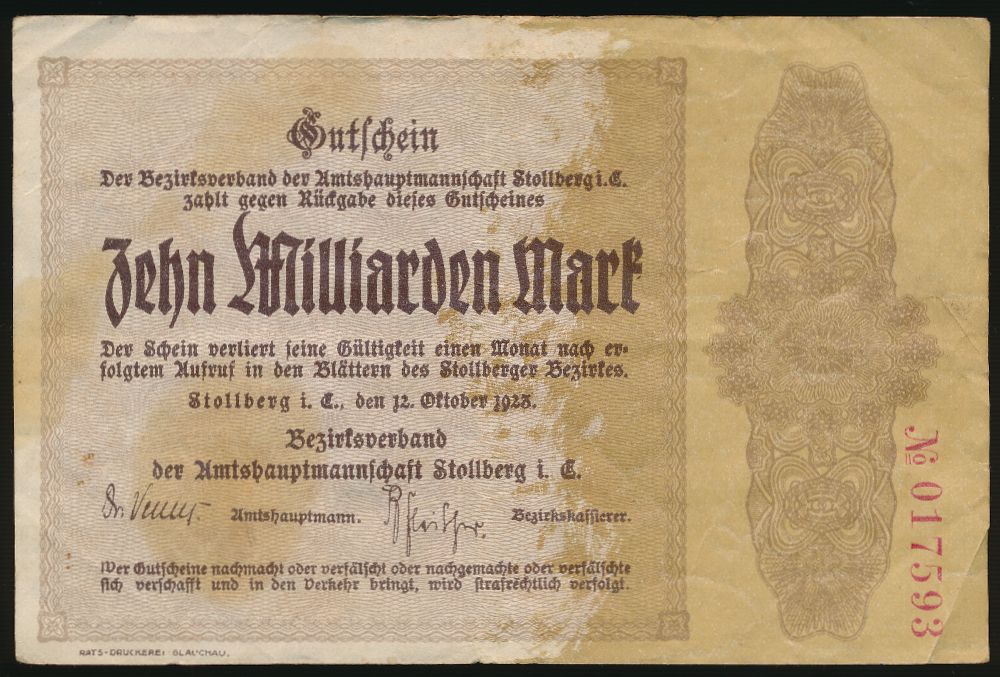 Gutschein
Der Bezirksverband der Amtshauptmannschaft Stollberg i. E.
zahlt gegen Rückgabe dieses Gutscheines
Zehn Milliarden Mark
Der Schein verliert seine Gültigkeit einen Monat nach er-
folgtem Aufruf in den Blättern des Stollberger Bezirkes.
Stollberg i. E., den 12. Oktober 1923.
Bezirksverband
der Amtshauptmannschaft Stollberg i. E.
Amtshauptmann. Bezirkskassierer.
Wer Gutscheine nachmacht oder verfälscht oder nachgemachte oder verfälschte
sich verschafft und in den Verkehr bringt, wird strafrechtlich verfolgt.
RATS-DRUCKEREI GLAUCHAU.
№ 017593